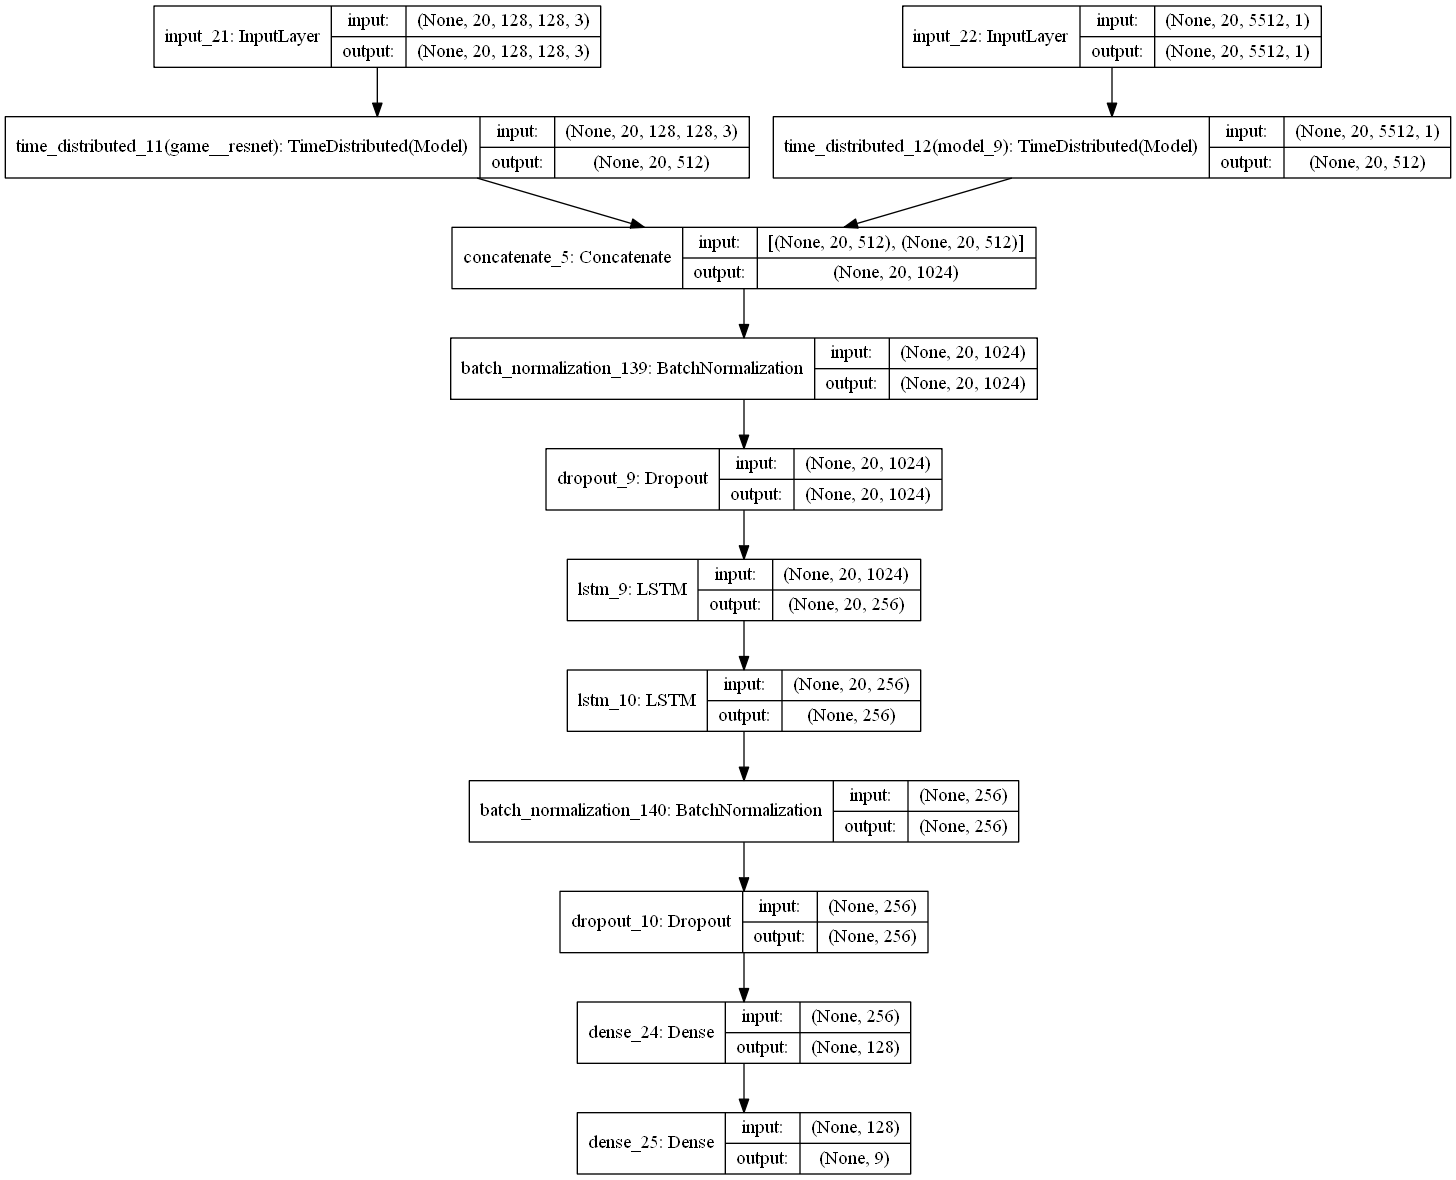 input_21: InputLayer
input: (None, 20, 128, 128, 3)
output: (None, 20, 128, 128, 3)
input_22: InputLayer
input: (None, 20, 5512, 1)
output: (None, 20, 5512, 1)
time_distributed_11(game__resnet): TimeDistributed(Model)
input: (None, 20, 128, 128, 3)
output: (None, 20, 512)
time_distributed_12(model_9): TimeDistributed(Model)
input: (None, 20, 5512, 1)
output: (None, 20, 512)
concatenate_5: Concatenate
input: [(None, 20, 512), (None, 20, 512)]
output: (None, 20, 1024)
batch_normalization_139: BatchNormalization
input: (None, 20, 1024)
output: (None, 20, 1024)
dropout_9: Dropout
input: (None, 20, 1024)
output: (None, 20, 1024)
lstm_9: LSTM
input: (None, 20, 1024)
output: (None, 20, 256)
lstm_10: LSTM
input: (None, 20, 256)
output: (None, 256)
batch_normalization_140: BatchNormalization
input: (None, 256)
output: (None, 256)
dropout_10: Dropout
input: (None, 256)
output: (None, 256)
dense_24: Dense
input: (None, 256)
output: (None, 128)
dense_25: Dense
input: (None, 128)
output: (None, 9)